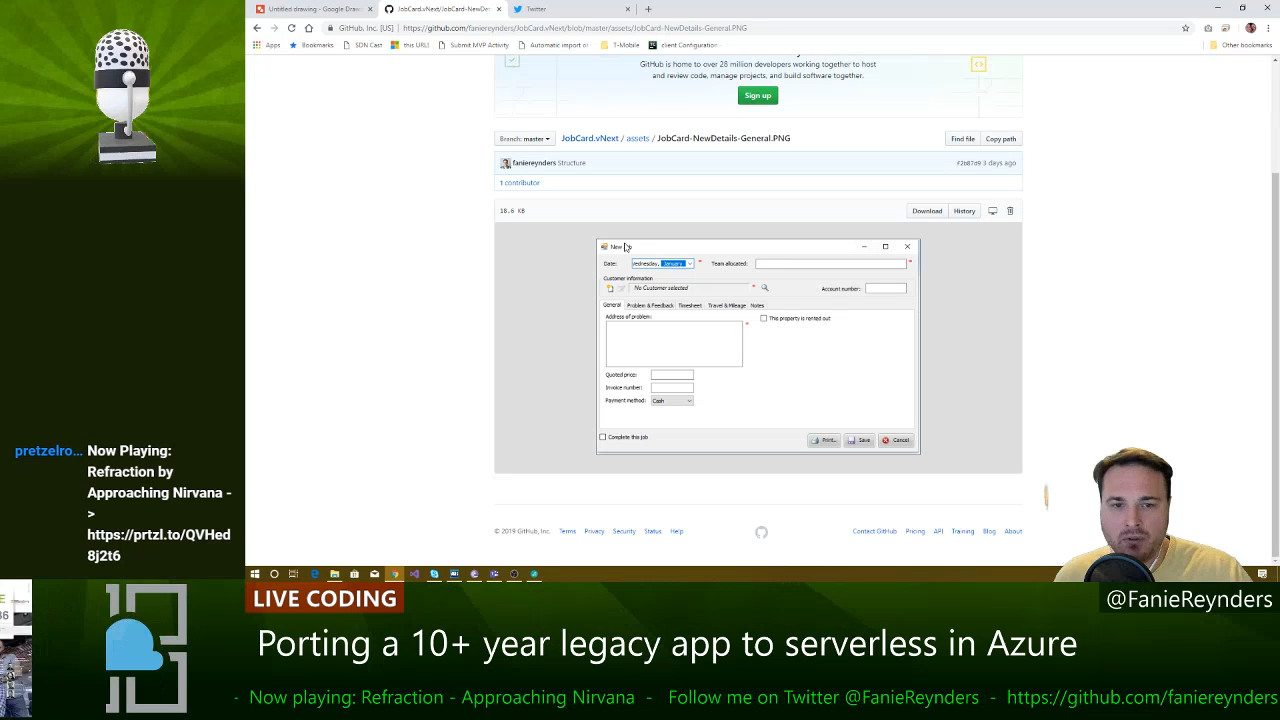 Untitled drawing - Google Draw
JobCard.vNext/JobCard-NewDe
Twitter
GitHub, Inc. [US]
https://github.com/faniereynders/JobCard.vNext/blob/master/assets/JobCard-NewDetails-General.PNG
Apps
Bookmarks
SDN Cast
this URL!
Submit MVP Activity
Automatic import or
T-Mobile
client Configuration
Other bookmarks
GitHub is home to over 28 million developers working together to host
and review code, manage projects, and build software together.
Sign up
Branch: master
JobCard.vNext / assets / JobCard-NewDetails-General.PNG
Find file
Copy path
faniereynders Structure
f2b87d9 3 days ago
1 contributor
18.6 KB
Download
History
New
Date:
ednesday, January
*
Team allocated:
*
Customer information
No Customer selected
*
Account number:
General
Problem & Feedback
Timesheet
Travel & Mileage
Notes
Address of problem:
*
This property is rented out
Quoted price:
Invoice number:
Payment method:
Cash
Complete this job
Print...
Save
Cancel
© 2019 GitHub, Inc.
Terms
Privacy
Security
Status
Help
Contact GitHub
Pricing
API
Training
Blog
About
pretzelro...
Now Playing:
Refraction by
Approaching Nirvana -
>
https://prtzl.to/QVHed
8j2t6
LIVE CODING
@FanieReynders
Porting a 10+ year legacy app to serverless in Azure
- Now playing: Refraction - Approaching Nirvana - Follow me on Twitter @FanieReynders - https://github.com/faniereynders